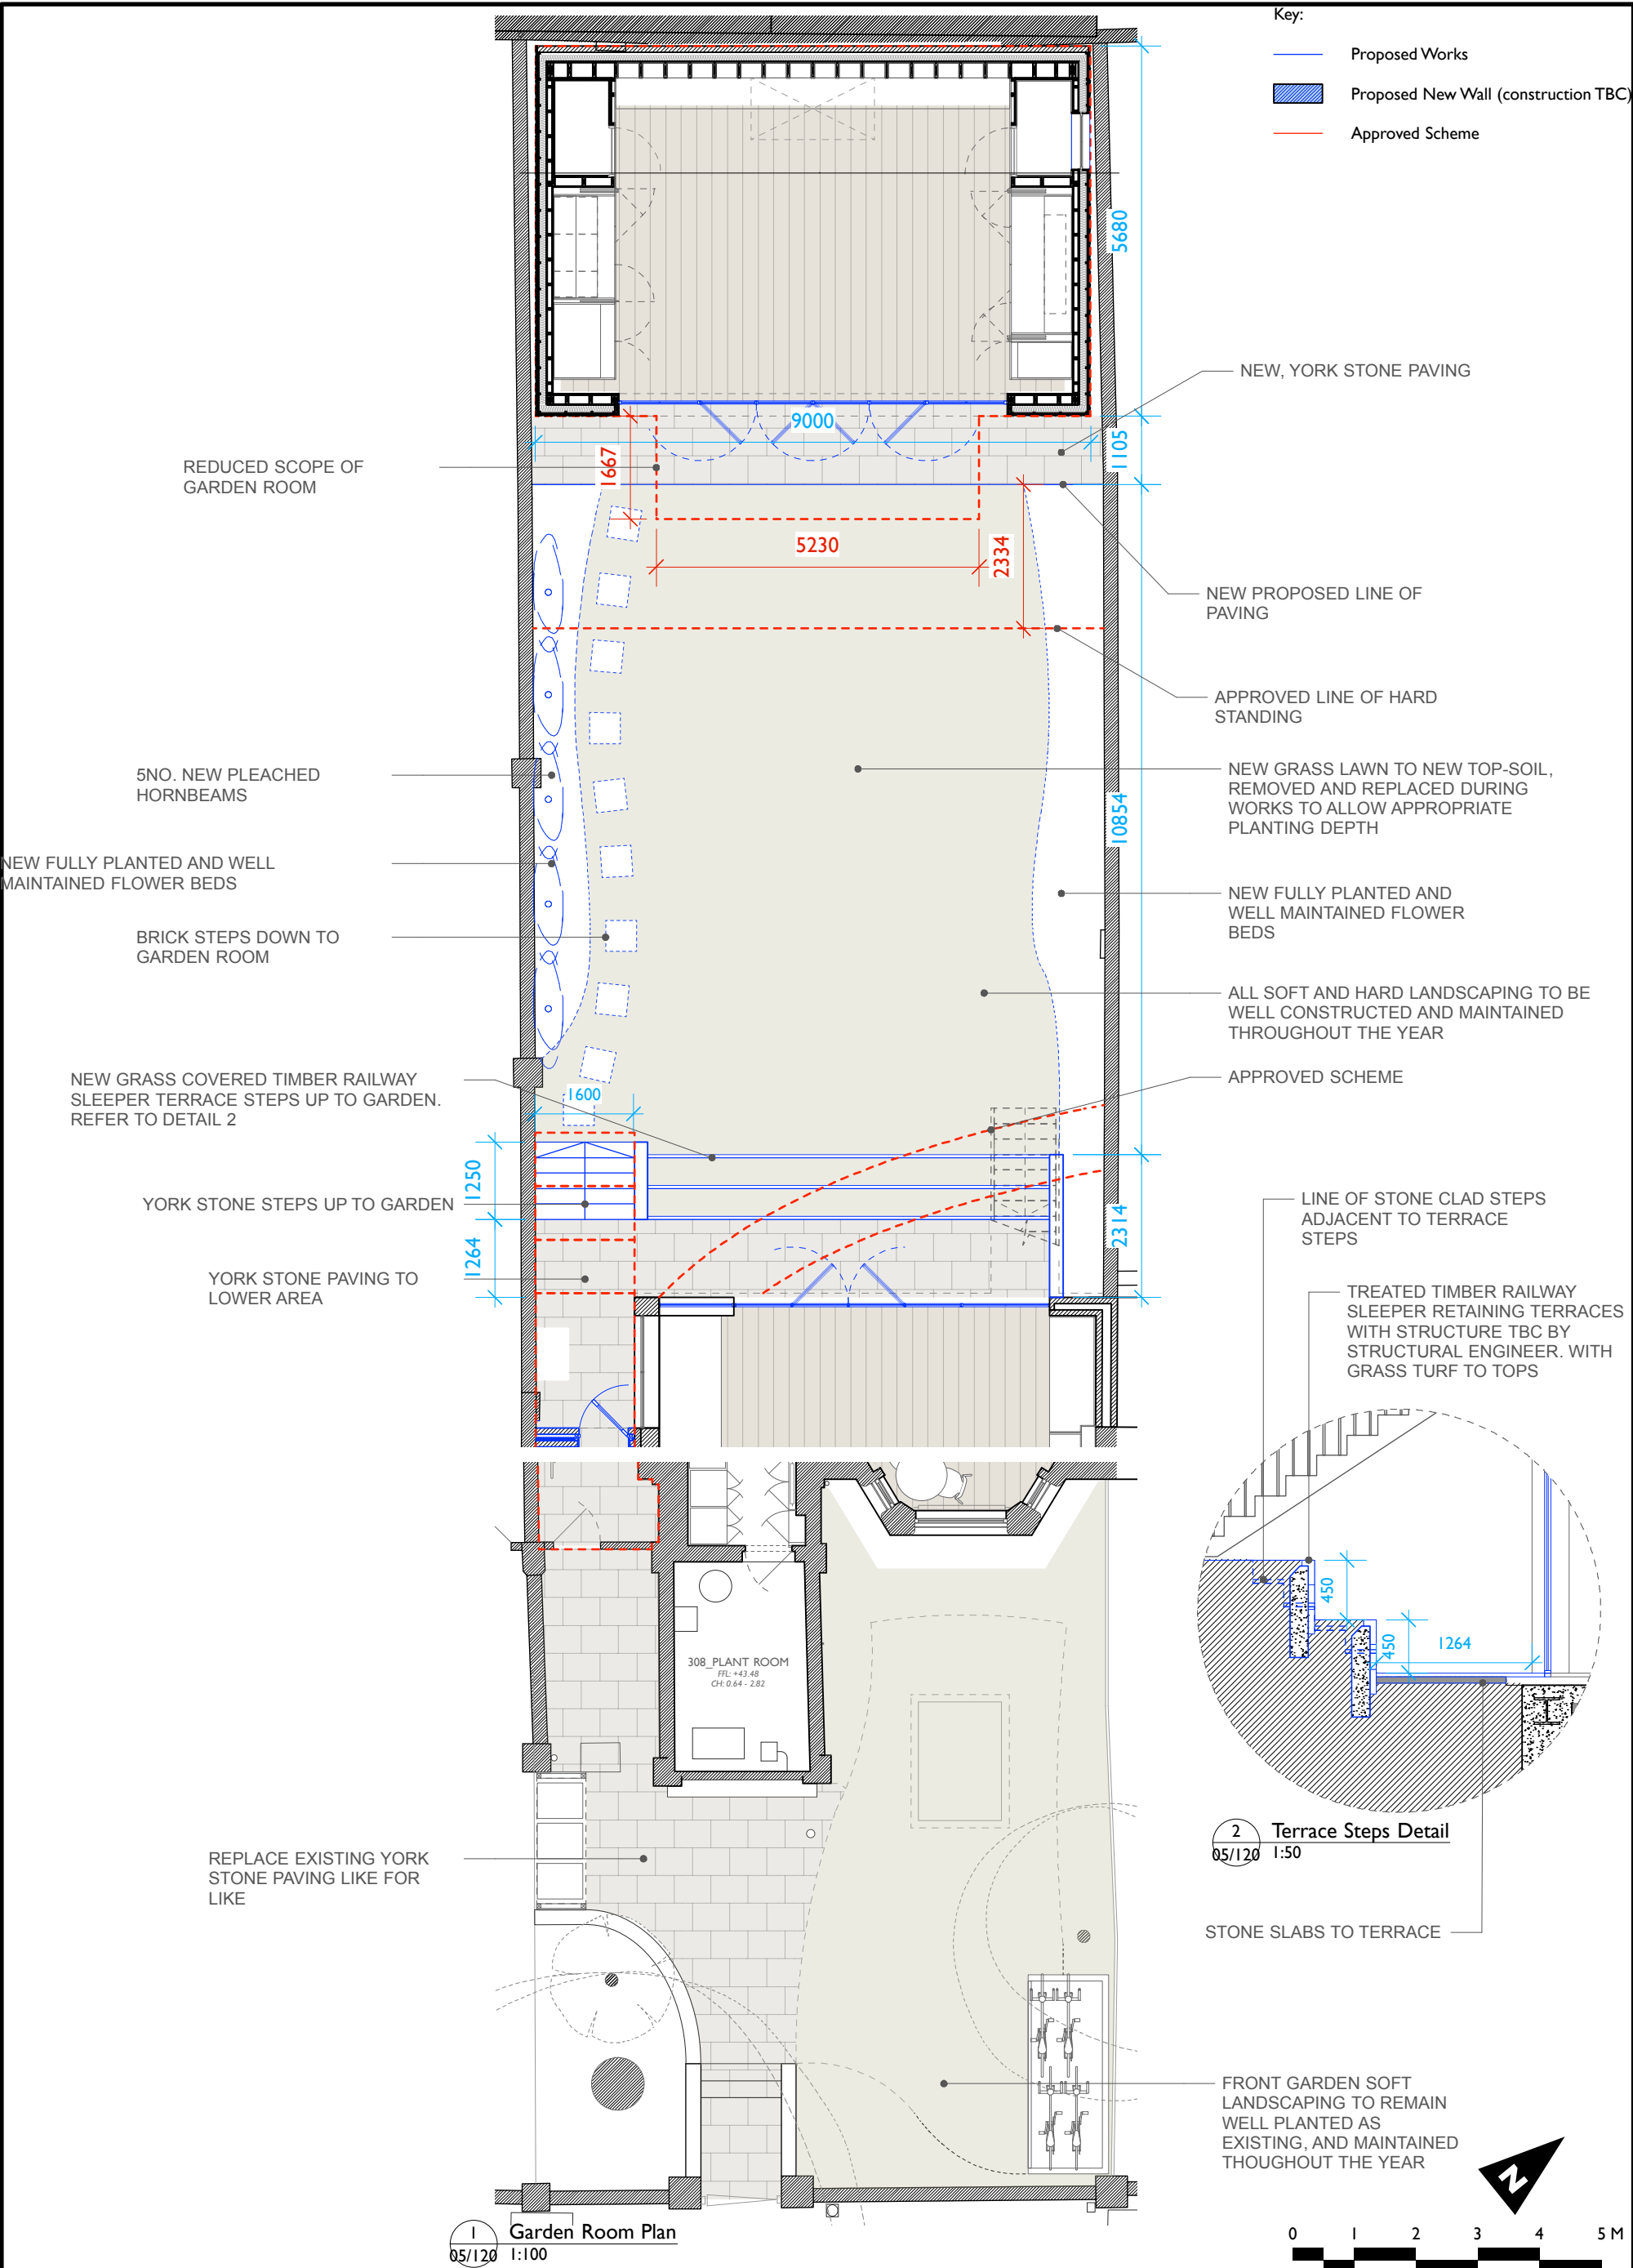 Key:
Proposed Works
Proposed New Wall (construction TBC)
Approved Scheme
5680
NEW, YORK STONE PAVING
9000
1105
1667
REDUCED SCOPE OF
GARDEN ROOM
5230
2334
NEW PROPOSED LINE OF
PAVING
APPROVED LINE OF HARD
STANDING
5NO. NEW PLEACHED
HORNBEAMS
NEW GRASS LAWN TO NEW TOP-SOIL,
REMOVED AND REPLACED DURING
WORKS TO ALLOW APPROPRIATE
PLANTING DEPTH
10854
NEW FULLY PLANTED AND WELL
MAINTAINED FLOWER BEDS
NEW FULLY PLANTED AND
WELL MAINTAINED FLOWER
BEDS
BRICK STEPS DOWN TO
GARDEN ROOM
ALL SOFT AND HARD LANDSCAPING TO BE
WELL CONSTRUCTED AND MAINTAINED
THROUGHOUT THE YEAR
NEW GRASS COVERED TIMBER RAILWAY
SLEEPER TERRACE STEPS UP TO GARDEN.
REFER TO DETAIL 2
1600
APPROVED SCHEME
1250
YORK STONE STEPS UP TO GARDEN
2314
LINE OF STONE CLAD STEPS
ADJACENT TO TERRACE
STEPS
1264
YORK STONE PAVING TO
LOWER AREA
TREATED TIMBER RAILWAY
SLEEPER RETAINING TERRACES
WITH STRUCTURE TBC BY
STRUCTURAL ENGINEER. WITH
GRASS TURF TO TOPS
450
450
1264
308_PLANT ROOM
FFL: +43.48
CH: 0.64 - 2.82
2
05/120
Terrace Steps Detail
1:50
REPLACE EXISTING YORK
STONE PAVING LIKE FOR
LIKE
STONE SLABS TO TERRACE
FRONT GARDEN SOFT
LANDSCAPING TO REMAIN
WELL PLANTED AS
EXISTING, AND MAINTAINED
THOUGHOUT THE YEAR
N
1
05/120
Garden Room Plan
1:100
0 1 2 3 4 5 M